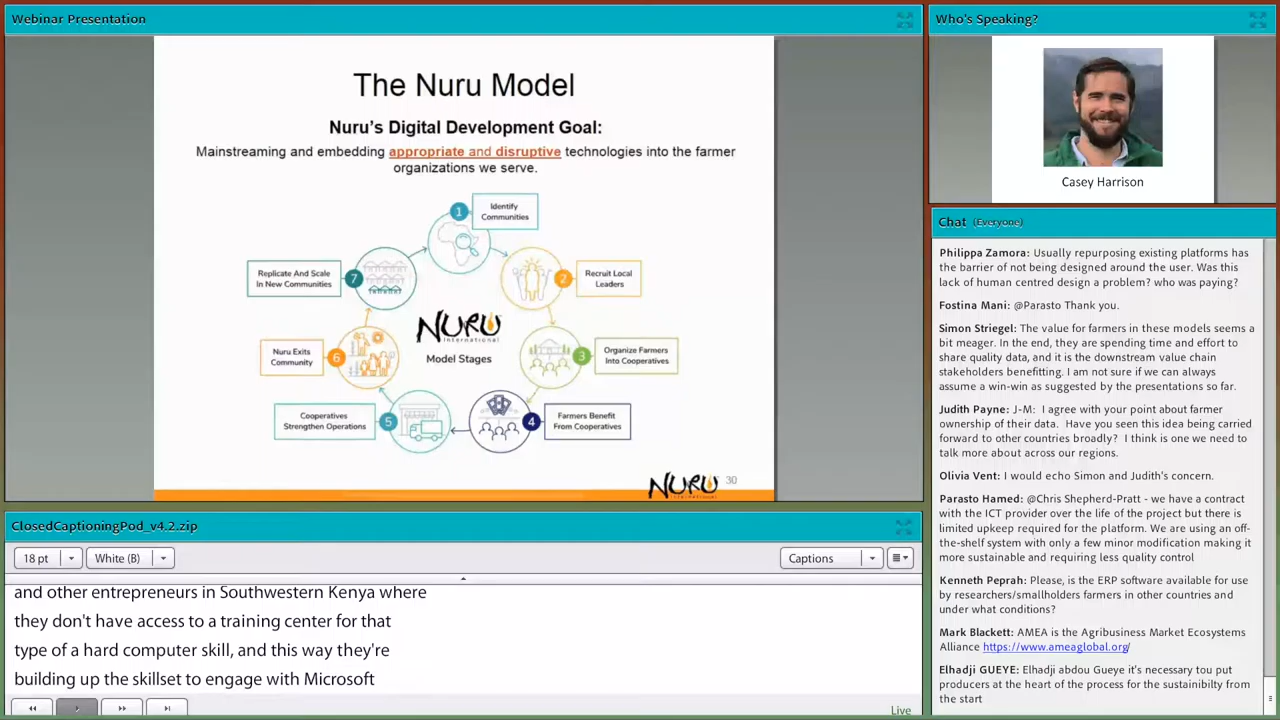 Webinar Presentation
The Nuru Model
Nuru's Digital Development Goal:
Mainstreaming and embedding appropriate and disruptive technologies into the farmer
organizations we serve.
1
Identify
Communities
2
Recruit Local
Leaders
3
Organize Farmers
Into Cooperatives
4
Farmers Benefit
From Cooperatives
5
Cooperatives
Strengthen Operations
6
Nuru Exits
Community
7
Replicate And Scale
In New Communities
NURU
International
Model Stages
NURU
International
30
Who's Speaking?
Casey Harrison
Chat (Everyone)
Philippa Zamora: Usually repurposing existing platforms has
the barrier of not being designed around the user. Was this
lack of human centred design a problem? who was paying?
Fostina Mani: @Parasto Thank you.
Simon Striegel: The value for farmers in these models seems a
bit meager. In the end, they are spending time and effort to
share quality data, and it is the downstream value chain
stakeholders benefitting. I am not sure if we can always
assume a win-win as suggested by the presentations so far.
Judith Payne: J-M: I agree with your point about farmer
ownership of their data. Have you seen this idea being carried
forward to other countries broadly? I think is one we need to
talk more about across our regions.
Olivia Vent: I would echo Simon and Judith's concern.
Parasto Hamed: @Chris Shepherd-Pratt - we have a contract
with the ICT provider over the life of the project but there is
limited upkeep required for the platform. We are using an off-
the-shelf system with only a few minor modification making it
more sustainable and requiring less quality control
Kenneth Peprah: Please, is the ERP software available for use
by researchers/smallholders farmers in other countries and
under what conditions?
Mark Blackett: AMEA is the Agribusiness Market Ecosystems
Alliance https://www.ameaglobal.org/
Elhadji GUEYE: Elhadji abdou Gueye it's necessary tou put
producers at the heart of the process for the sustainibilty from
the start
ClosedCaptioningPod_v4.2.zip
18 pt
White (B)
Captions
and other entrepreneurs in Southwestern Kenya where
they don't have access to a training center for that
type of a hard computer skill, and this way they're
building up the skillset to engage with Microsoft
Live